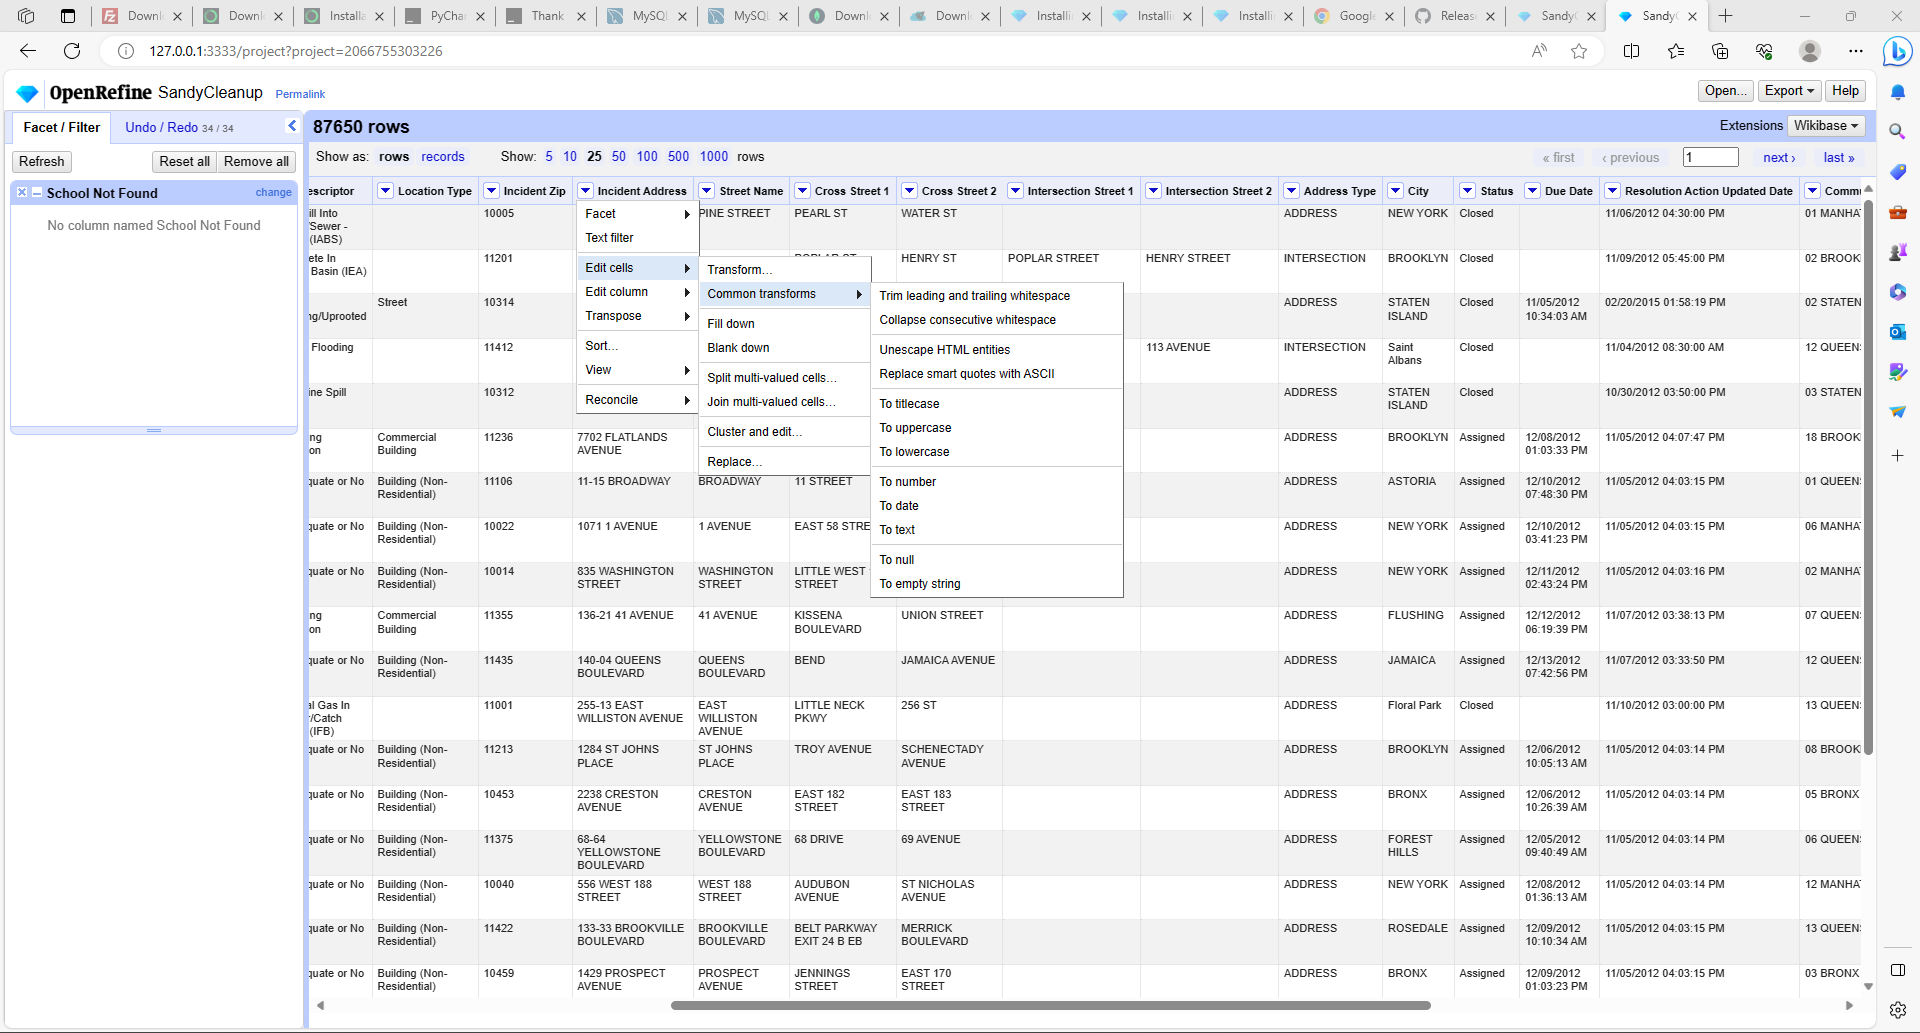 Downl
Downl
Installa
PyChar
Thank
MySQL
MySQL
Downl
Downl
Installin
Installin
Installin
Google
Releas
SandyC
SandyC
127.0.0.1:3333/project?project=2066755303226
OpenRefine SandyCleanup Permalink
Open... Export Help
Facet / Filter Undo / Redo 34 / 34
87650 rows
Extensions Wikibase
Refresh Reset all Remove all
Show as: rows records Show: 5 10 25 50 100 500 1000 rows
« first ‹ previous 1 next › last »
School Not Found change
No column named School Not Found
escriptor Location Type Incident Zip Incident Address Street Name Cross Street 1 Cross Street 2 Intersection Street 1 Intersection Street 2 Address Type City Status Due Date Resolution Action Updated Date Commu
ill Into 10005 PINE STREET PEARL ST WATER ST ADDRESS NEW YORK Closed 11/06/2012 04:30:00 PM 01 MANHA
/Sewer -
(IABS)
ete In 11201 HENRY ST POPLAR STREET HENRY STREET INTERSECTION BROOKLYN Closed 11/09/2012 05:45:00 PM 02 BROOK
Basin (IEA)
Street 10314 ADDRESS STATEN Closed 11/05/2012 02/20/2015 01:58:19 PM 02 STATEN
ng/Uprooted ISLAND 10:34:03 AM
Flooding 11412 113 AVENUE INTERSECTION Saint Closed 11/04/2012 08:30:00 AM 12 QUEEN
Albans
ine Spill 10312 ADDRESS STATEN Closed 10/30/2012 03:50:00 PM 03 STATEN
ISLAND
ng Commercial 11236 7702 FLATLANDS ADDRESS BROOKLYN Assigned 12/08/2012 11/05/2012 04:07:47 PM 18 BROOK
on Building AVENUE 01:03:33 PM
quate or No Building (Non- 11106 11-15 BROADWAY BROADWAY 11 STREET ADDRESS ASTORIA Assigned 12/10/2012 11/05/2012 04:03:15 PM 01 QUEEN
Residential) 07:48:30 PM
quate or No Building (Non- 10022 1071 1 AVENUE 1 AVENUE EAST 58 STRE ADDRESS NEW YORK Assigned 12/10/2012 11/05/2012 04:03:15 PM 06 MANHA
Residential) 03:41:23 PM
quate or No Building (Non- 10014 835 WASHINGTON WASHINGTON LITTLE WEST ADDRESS NEW YORK Assigned 12/11/2012 11/05/2012 04:03:16 PM 02 MANHA
Residential) STREET STREET STREET 02:43:24 PM
ng Commercial 11355 136-21 41 AVENUE 41 AVENUE KISSENA UNION STREET ADDRESS FLUSHING Assigned 12/12/2012 11/07/2012 03:38:13 PM 07 QUEEN
on Building BOULEVARD 06:19:39 PM
quate or No Building (Non- 11435 140-04 QUEENS QUEENS BEND JAMAICA AVENUE ADDRESS JAMAICA Assigned 12/13/2012 11/07/2012 03:33:50 PM 12 QUEEN
Residential) BOULEVARD BOULEVARD 07:42:56 PM
al Gas In 11001 255-13 EAST EAST LITTLE NECK 256 ST ADDRESS Floral Park Closed 11/10/2012 03:00:00 PM 13 QUEEN
r/Catch WILLISTON AVENUE WILLISTON PKWY
(IFB) AVENUE
quate or No Building (Non- 11213 1284 ST JOHNS ST JOHNS TROY AVENUE SCHENECTADY ADDRESS BROOKLYN Assigned 12/06/2012 11/05/2012 04:03:14 PM 08 BROOK
Residential) PLACE PLACE AVENUE 10:05:13 AM
quate or No Building (Non- 10453 2238 CRESTON CRESTON EAST 182 EAST 183 ADDRESS BRONX Assigned 12/06/2012 11/05/2012 04:03:14 PM 05 BRONX
Residential) AVENUE AVENUE STREET STREET 10:26:39 AM
quate or No Building (Non- 11375 68-64 YELLOWSTONE 68 DRIVE 69 AVENUE ADDRESS FOREST Assigned 12/05/2012 11/05/2012 04:03:14 PM 06 QUEEN
Residential) YELLOWSTONE BOULEVARD HILLS 09:40:49 AM
BOULEVARD
quate or No Building (Non- 10040 556 WEST 188 WEST 188 AUDUBON ST NICHOLAS ADDRESS NEW YORK Assigned 12/08/2012 11/05/2012 04:03:14 PM 12 MANHA
Residential) STREET STREET AVENUE AVENUE 01:36:13 AM
quate or No Building (Non- 11422 133-33 BROOKVILLE BROOKVILLE BELT PARKWAY MERRICK ADDRESS ROSEDALE Assigned 12/09/2012 11/05/2012 04:03:15 PM 13 QUEEN
Residential) BOULEVARD BOULEVARD EXIT 24 B EB BOULEVARD 10:10:34 AM
quate or No Building (Non- 10459 1429 PROSPECT PROSPECT JENNINGS EAST 170 ADDRESS BRONX Assigned 12/09/2012 11/05/2012 04:03:15 PM 03 BRONX
Residential) AVENUE AVENUE STREET STREET 01:03:23 PM
Facet
Text filter
Edit cells
Edit column
Transpose
Sort...
View
Reconcile
Transform...
Common transforms
Fill down
Blank down
Split multi-valued cells...
Join multi-valued cells...
Cluster and edit...
Replace...
Trim leading and trailing whitespace
Collapse consecutive whitespace
Unescape HTML entities
Replace smart quotes with ASCII
To titlecase
To uppercase
To lowercase
To number
To date
To text
To null
To empty string